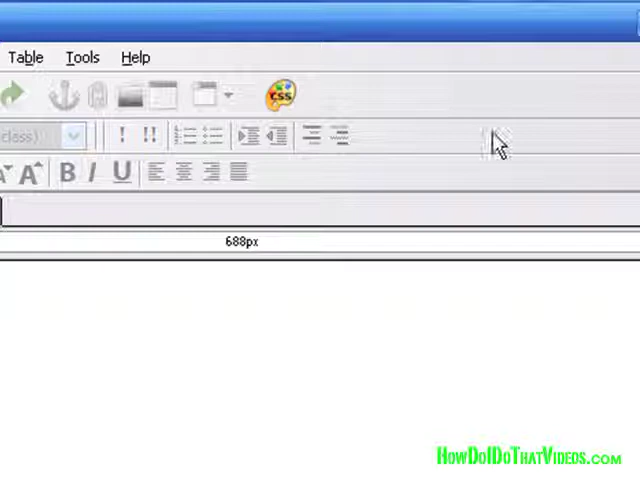 Table Tools Help
css
class)
! !!
A A B I U
688px
HowDoIDoThatVideos.com